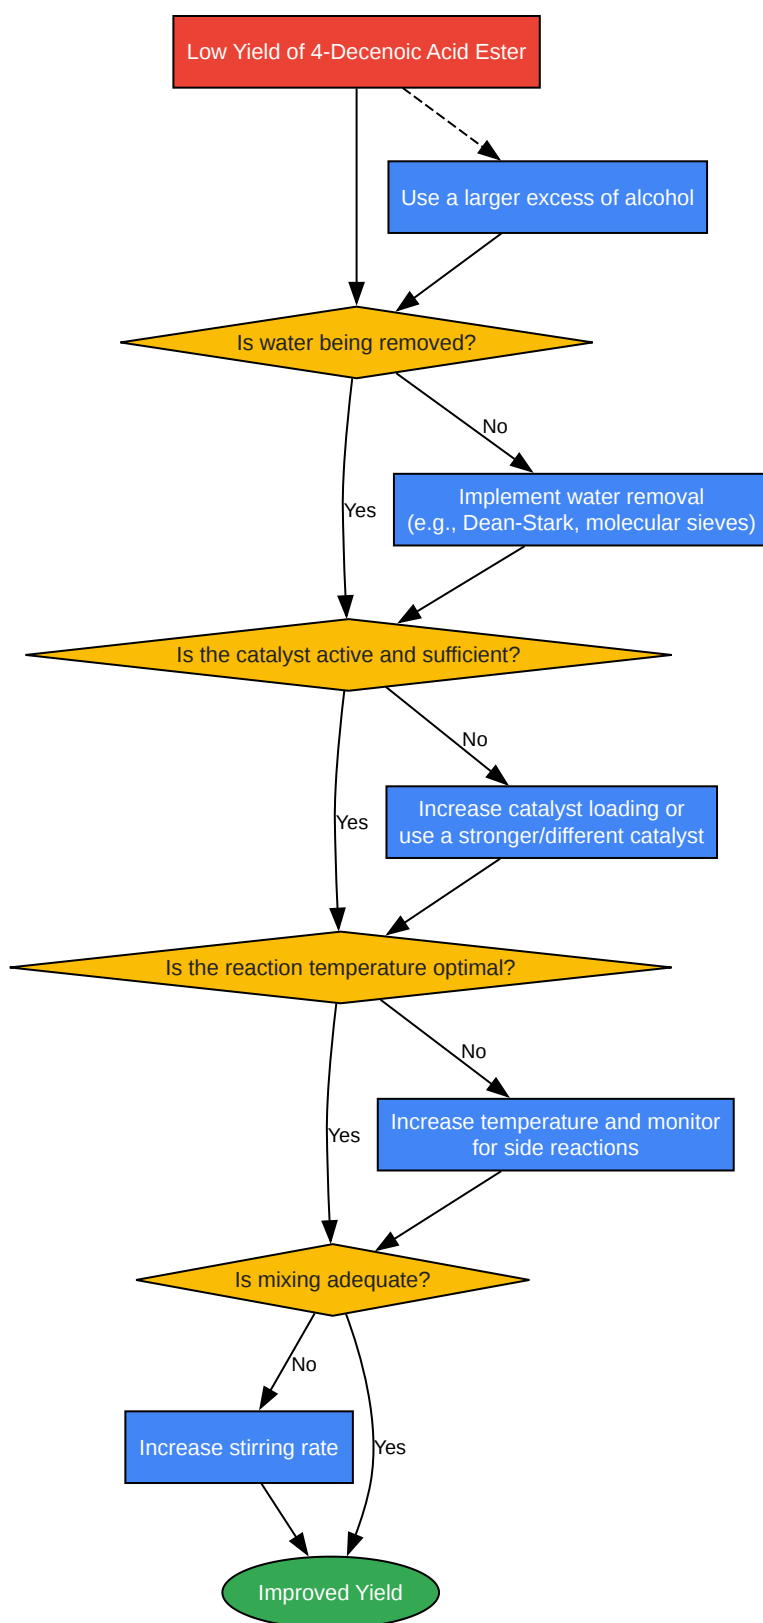 Low Yield of 4-Decenoic Acid Ester
Use a larger excess of alcohol
Is water being removed?
No
Implement water removal
(e.g., Dean-Stark, molecular sieves)
Yes
Is the catalyst active and sufficient?
No
Increase catalyst loading or
use a stronger/different catalyst
Yes
Is the reaction temperature optimal?
No
Increase temperature and monitor
for side reactions
Yes
Is mixing adequate?
No
Increase stirring rate
Yes
Improved Yield